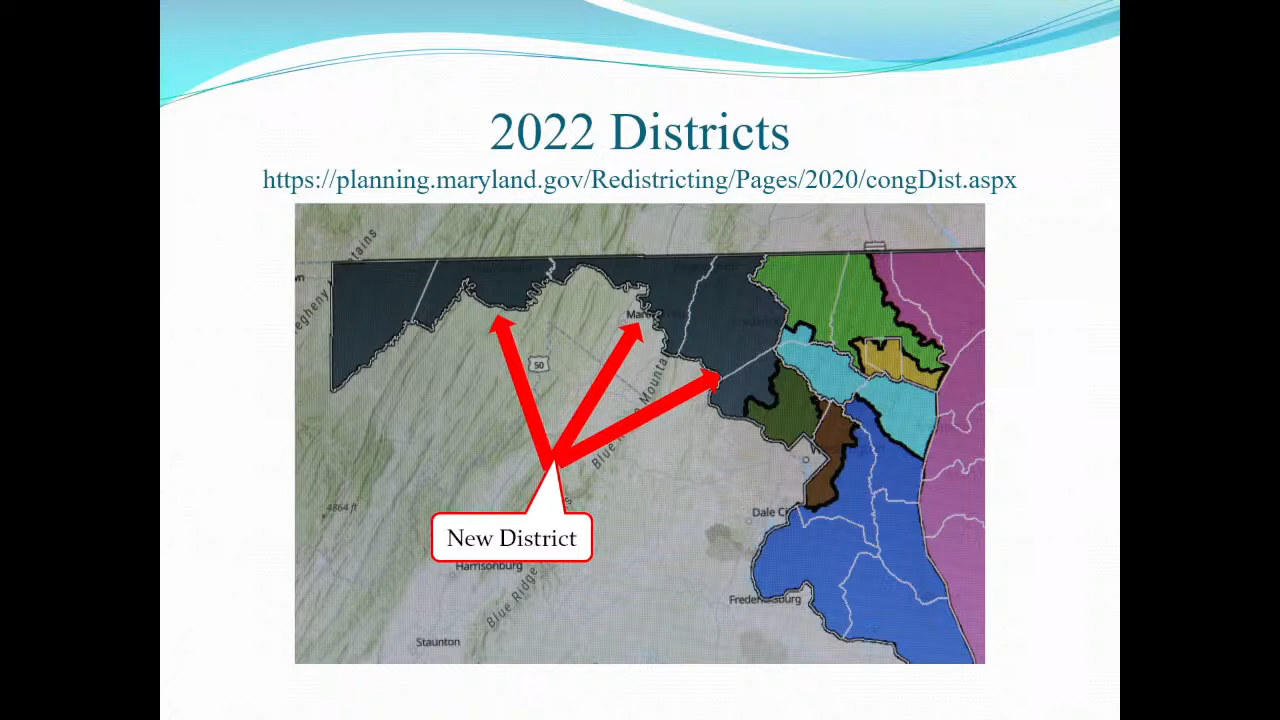 2022 Districts
https://planning.maryland.gov/Redistricting/Pages/2020/congDist.aspx
50
4864 ft
Dale Ci
New District
Harrisonburg
Blue Ridge
Staunton